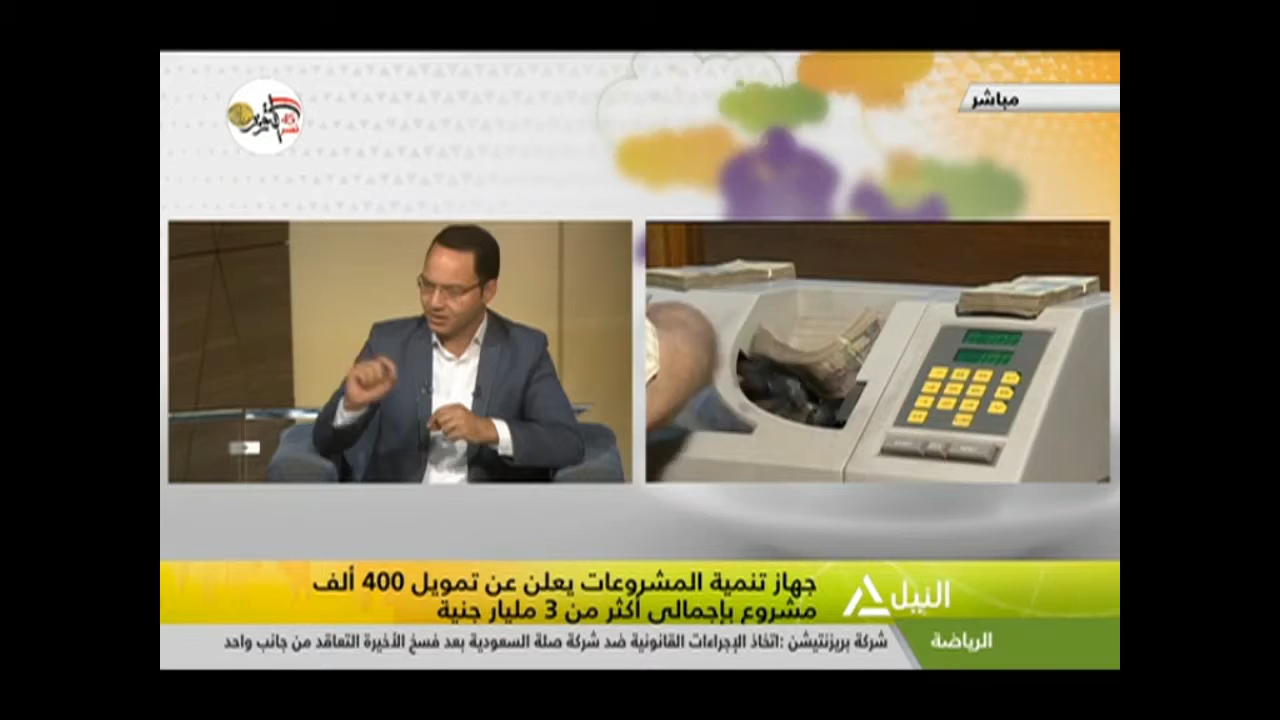 مباشر
جهاز تنمية المشروعات يعلن عن تمويل 400 ألف
مشروع بإجمالي أكثر من 3 مليار جنية
النيل
الرياضة
شركة بريزنتيشن :اتخاذ الإجراءات القانونية ضد شركة صلة السعودية بعد فسخ الأخيرة التعاقد من جانب واحد